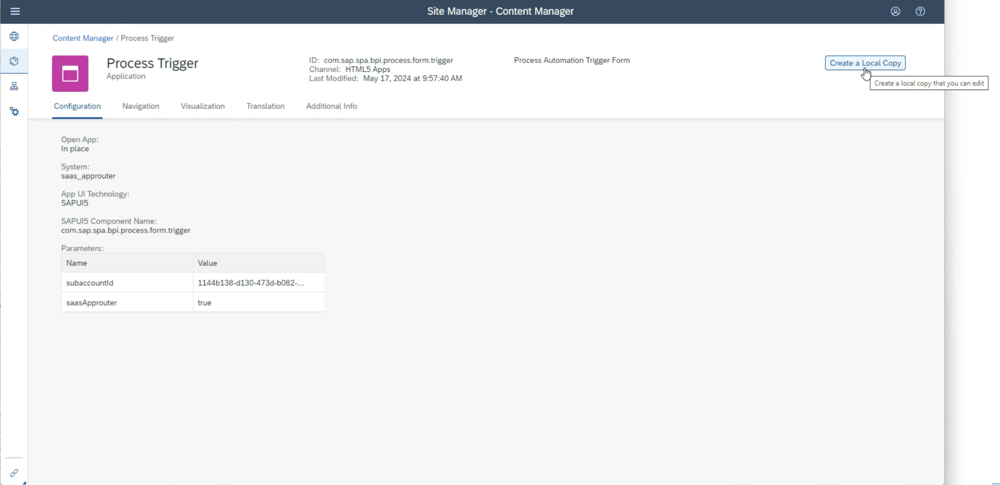 Site Manager - Content Manager
Content Manager / Process Trigger
Process Trigger
Application
ID: com.sap.spa.bpi.process.form.trigger
Channel: HTML5 Apps
Last Modified: May 17, 2024 at 9:57:40 AM
Process Automation Trigger Form
Create a Local Copy
Create a local copy that you can edit
Configuration Navigation Visualization Translation Additional Info
Open App:
In place
System:
saas_approuter
App UI Technology:
SAPUI5
SAPUI5 Component Name:
com.sap.spa.bpi.process.form.trigger
Parameters:
Name Value
subaccountId 1144b138-d130-473d-b082-...
saasApprouter true